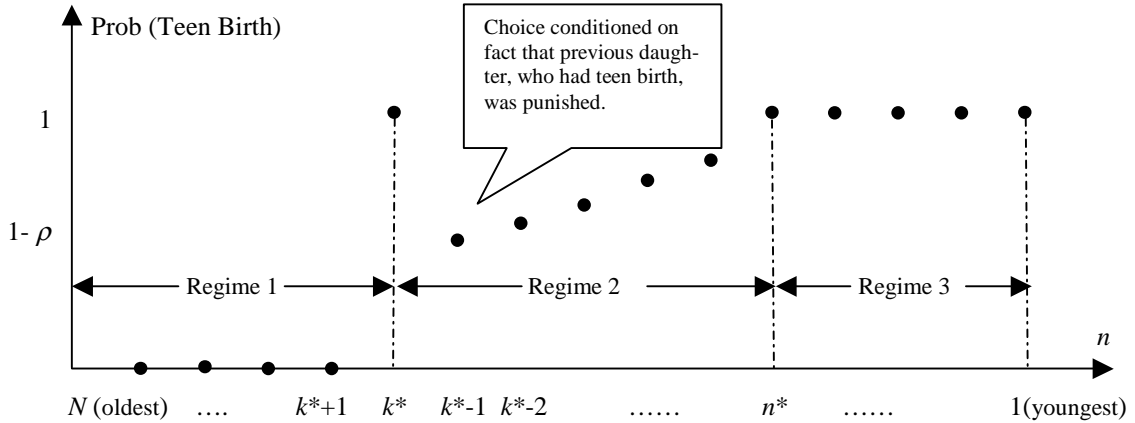 Prob (Teen Birth)
Choice conditioned on
fact that previous daugh-
ter, who had teen birth,
was punished.
1
1- ρ
Regime 1
Regime 2
Regime 3
n
N (oldest)
....
k*+1
k*
k*-1
k*-2
......
n*
......
1(youngest)